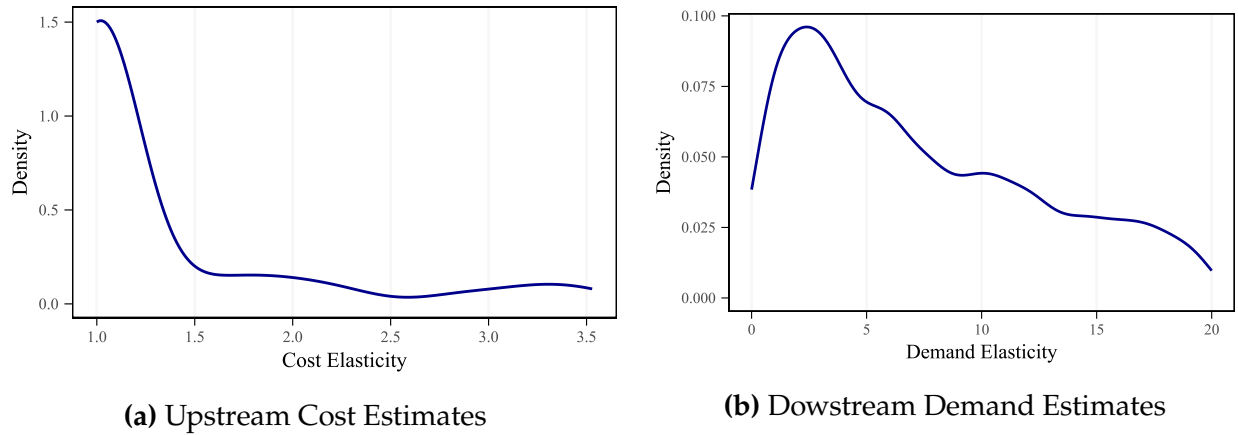 1.5
1.0
0.5
0.0
Density
1.0 1.5 2.0 2.5 3.0 3.5
Cost Elasticity
(a) Upstream Cost Estimates
0.100
0.075
0.050
0.025
0.000
Density
0 5 10 15 20
Demand Elasticity
(b) Dowstream Demand Estimates